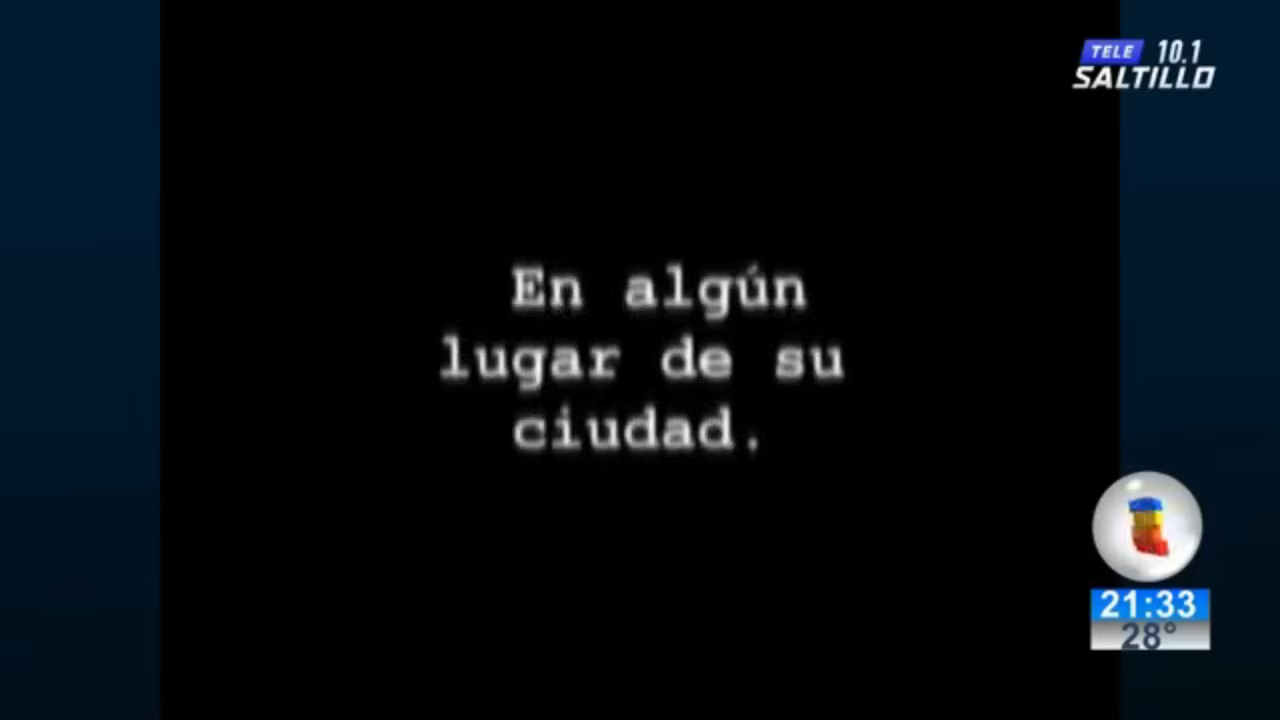 TELE 10.1
SALTILLO
En algún
lugar de su
ciudad.
21:33
28°